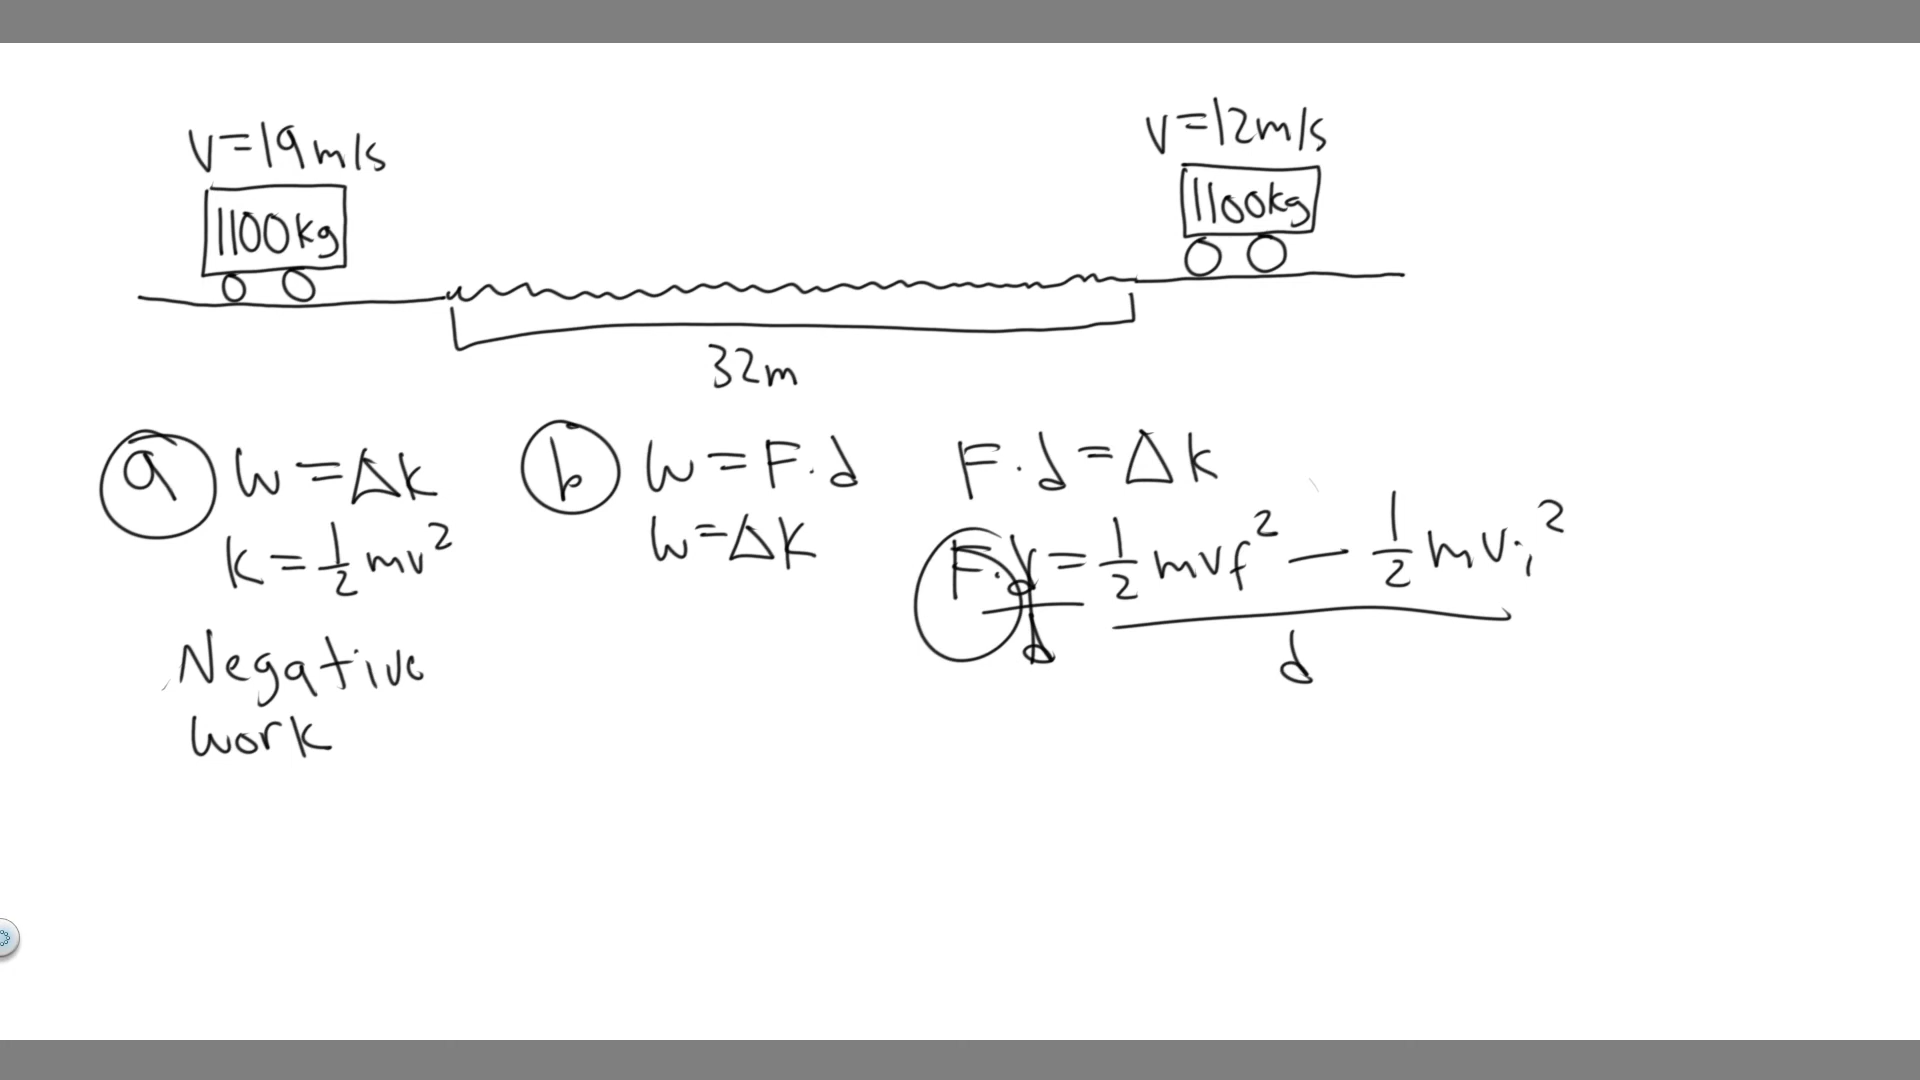 V=19m/s
1100kg
V=12m/s
1100kg
32m
a W=Δk
k=½mv²
Negative
work
b W=F.d
W=Δk
F.d=Δk
F.d=½mvf²-½mvi²
d d